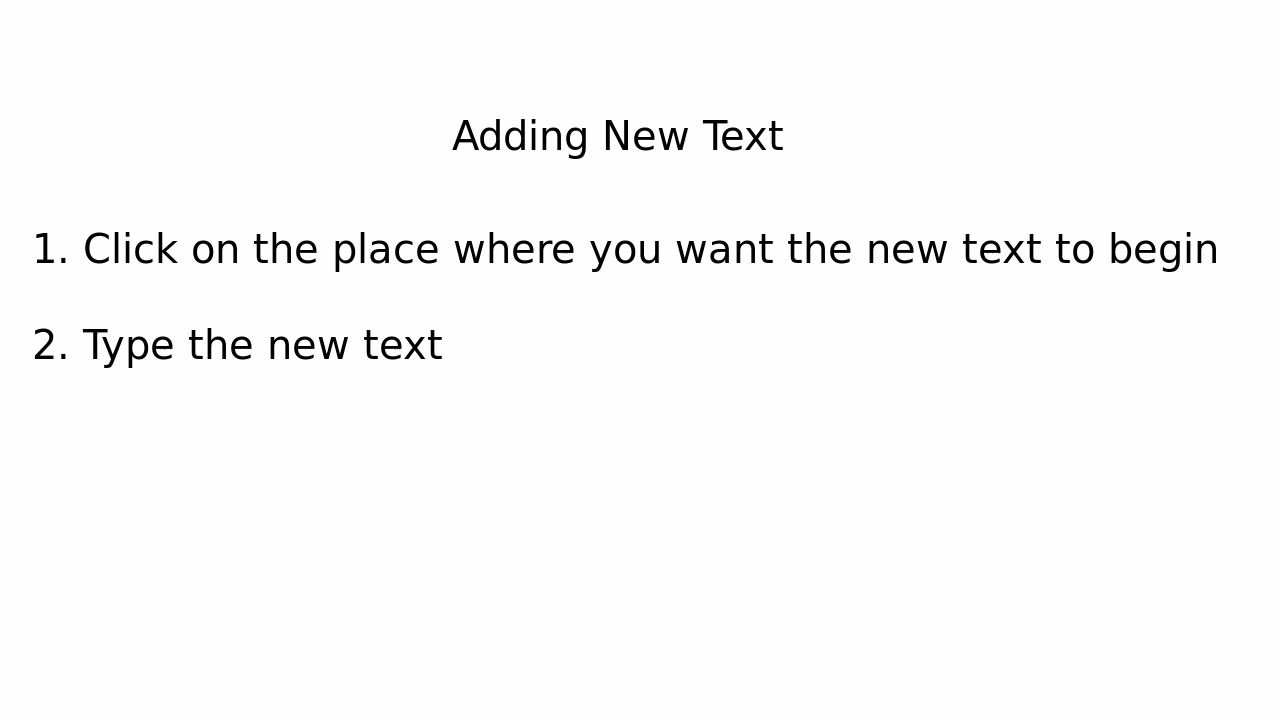 Adding New Text
1. Click on the place where you want the new text to begin
2. Type the new text